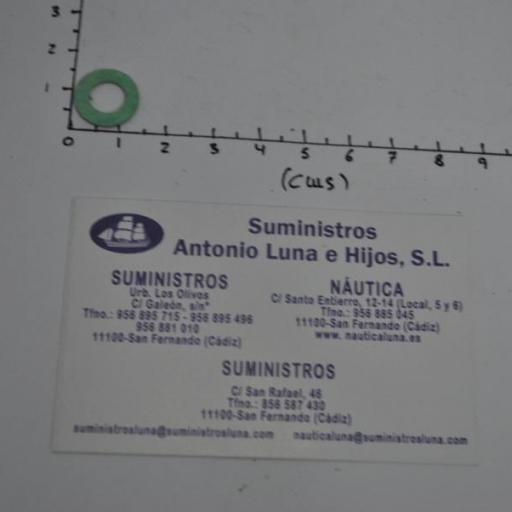 3
2
1
0 1 2 3 4 5 6 7 8 9
(cms)
Suministros
Antonio Luna e Hijos, S.L.
SUMINISTROS
Urb. Los Olivos
C/ Galeón, s/nº
Tfno.: 956 895 715 - 956 895 496
956 881 010
11100-San Fernando (Cádiz)
NÁUTICA
C/ Santo Entierro, 12-14 (Local, 5 y 6)
Tfno.: 956 885 045
11100-San Fernando (Cádiz)
www. nauticaluna.es
SUMINISTROS
C/ San Rafael, 46
Tfno.: 856 587 430
11100-San Fernando (Cádiz)
suministrosluna@suministrosluna.com nauticaluna@suministrosluna.com